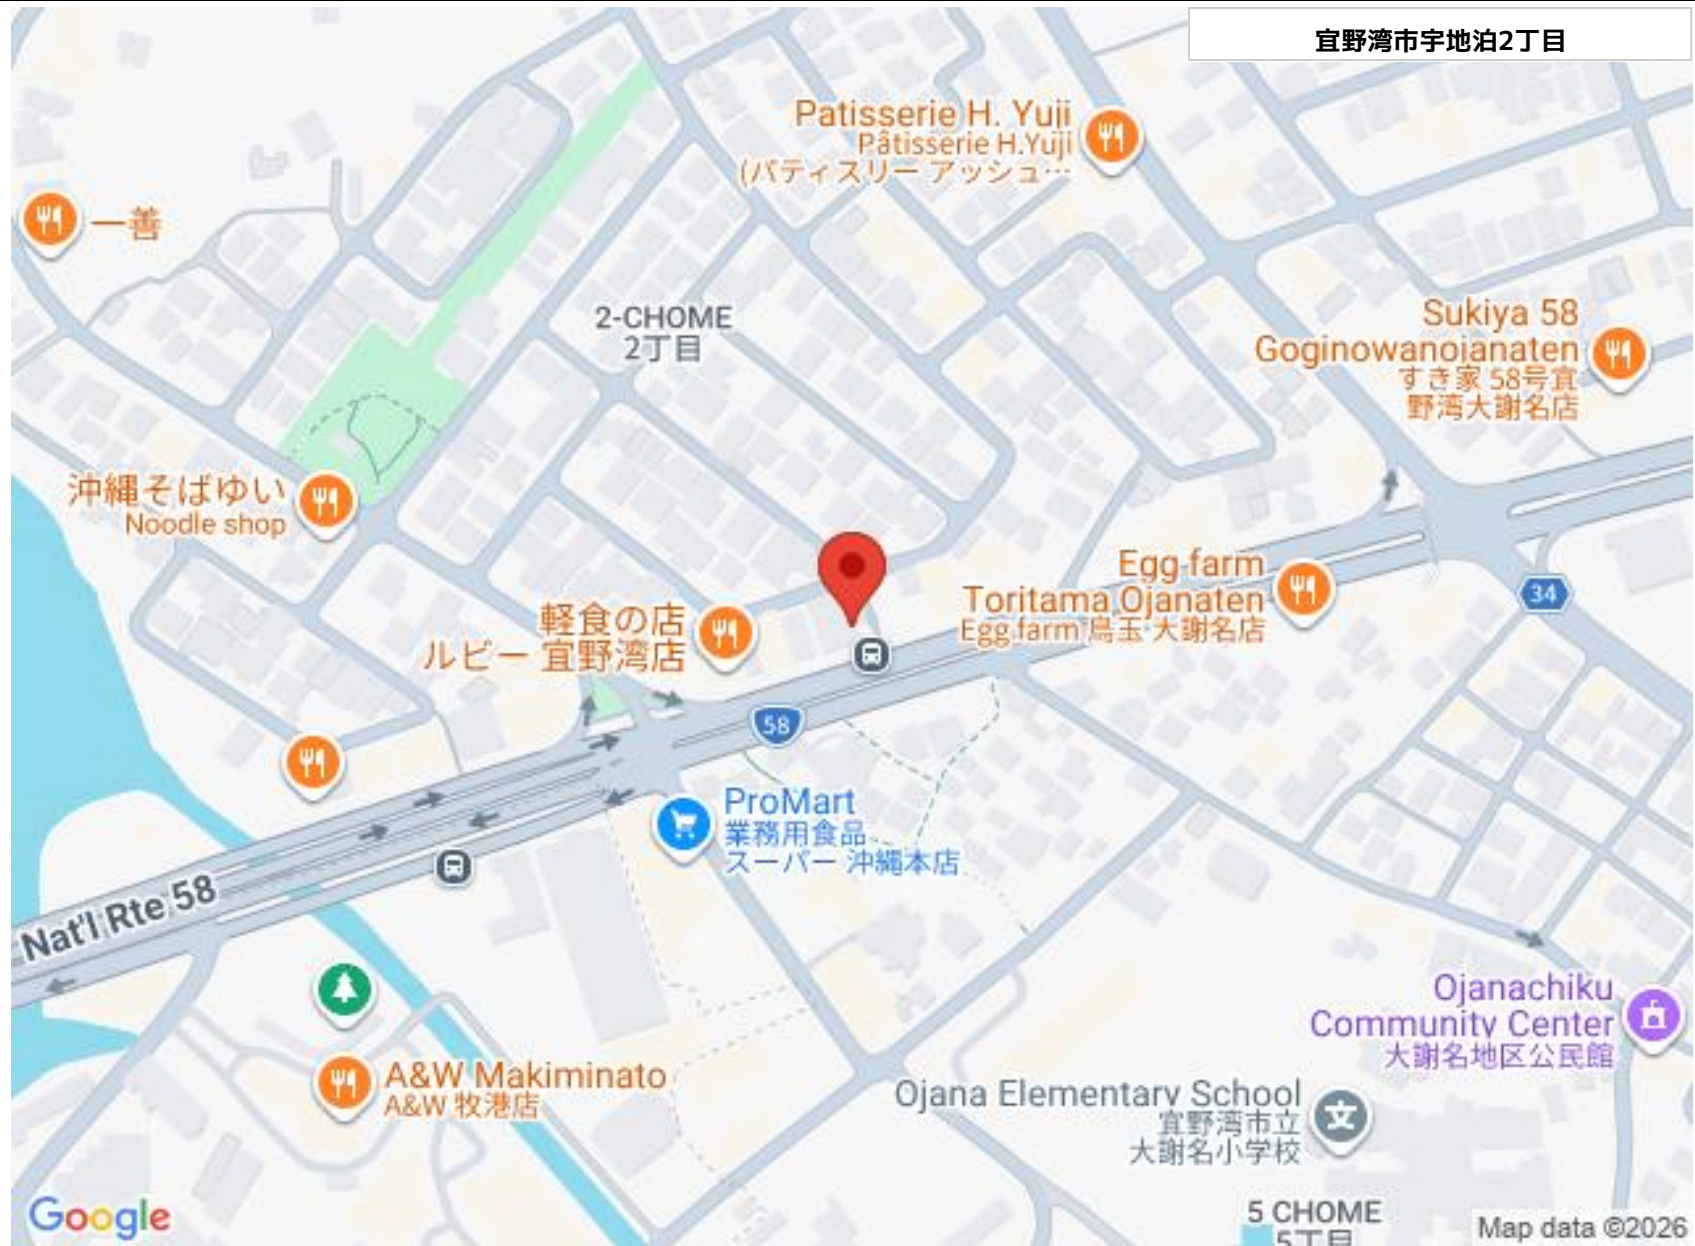 宜野湾市宇地泊2丁目
Patisserie H. Yuji
Pâtisserie H.Yuji
(パティスリー アッシュ…
一善
2-CHOME
2丁目
Sukiya 58
Goginowanojanaten
すき家 58号宜
野湾大謝名店
沖縄そばゆい
Noodle shop
Egg farm
Toritama Ojanaten
Egg farm 鳥玉 大謝名店
34
軽食の店
ルビー 宜野湾店
58
ProMart
業務用食品
スーパー 沖縄本店
Nat'l Rte 58
Ojanachiku
Community Center
大謝名地区公民館
A&W Makiminato
A&W 牧港店
Ojana Elementary School
宜野湾市立
大謝名小学校
文
5 CHOME
5丁目
Google
Map data ©2026